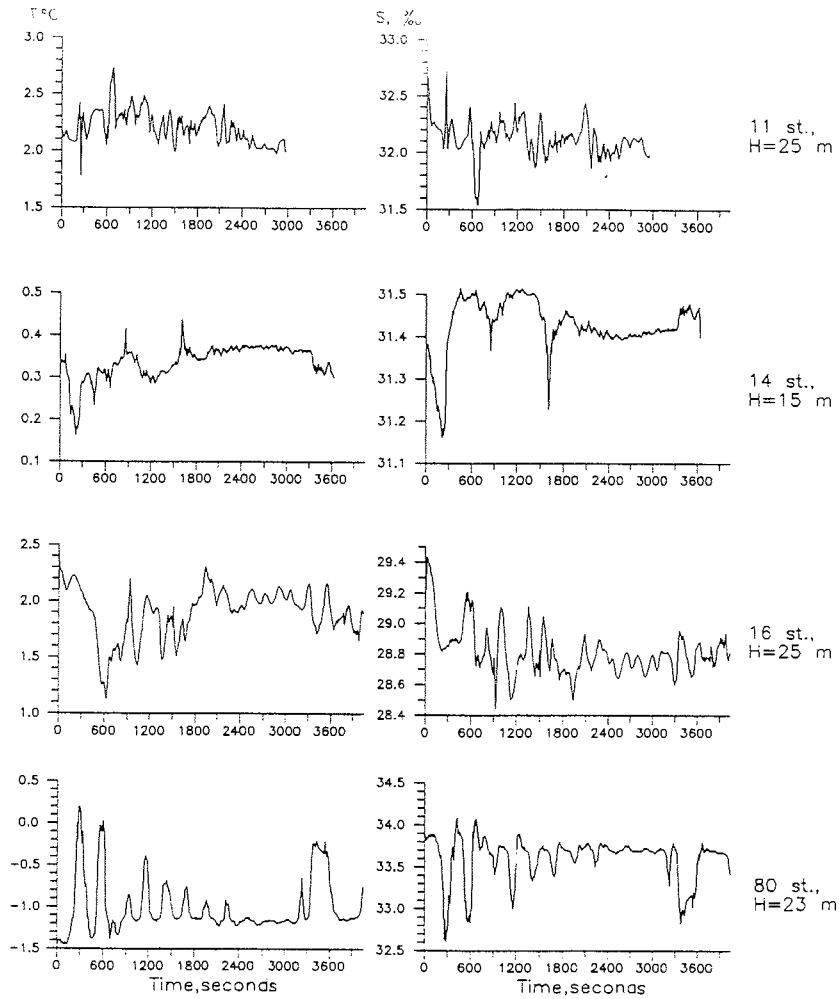 T°C
S, ‰
3.0
2.5
2.0
1.5
0 600 1200 1800 2400 3000 3600
33.0
32.5
32.0
31.5
0 600 1200 1800 2400 3000 3600
11 st.,
H=25 m
0.5
0.4
0.3
0.2
0.1
0 600 1200 1800 2400 3000 3600
31.5
31.4
31.3
31.2
31.1
0 600 1200 1800 2400 3000 3600
14 st.,
H=15 m
2.5
2.0
1.5
1.0
0 600 1200 1800 2400 3000 3600
29.4
29.2
29.0
28.8
28.6
28.4
0 600 1200 1800 2400 3000 3600
16 st.,
H=25 m
0.5
0.0
-0.5
-1.0
-1.5
0 600 1200 1800 2400 3000 3600
Time,seconds
34.5
34.0
33.5
33.0
32.5
0 600 1200 1800 2400 3000 3600
Time,seconds
80 st.,
H=23 m